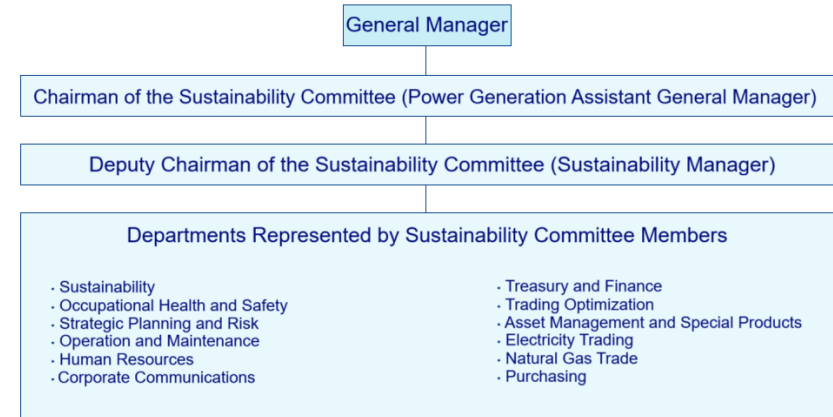 General Manager
Chairman of the Sustainability Committee (Power Generation Assistant General Manager)
Deputy Chairman of the Sustainability Committee (Sustainability Manager)
Departments Represented by Sustainability Committee Members
· Sustainability
· Occupational Health and Safety
· Strategic Planning and Risk
· Operation and Maintenance
· Human Resources
· Corporate Communications
· Treasury and Finance
· Trading Optimization
· Asset Management and Special Products
· Electricity Trading
· Natural Gas Trade
· Purchasing